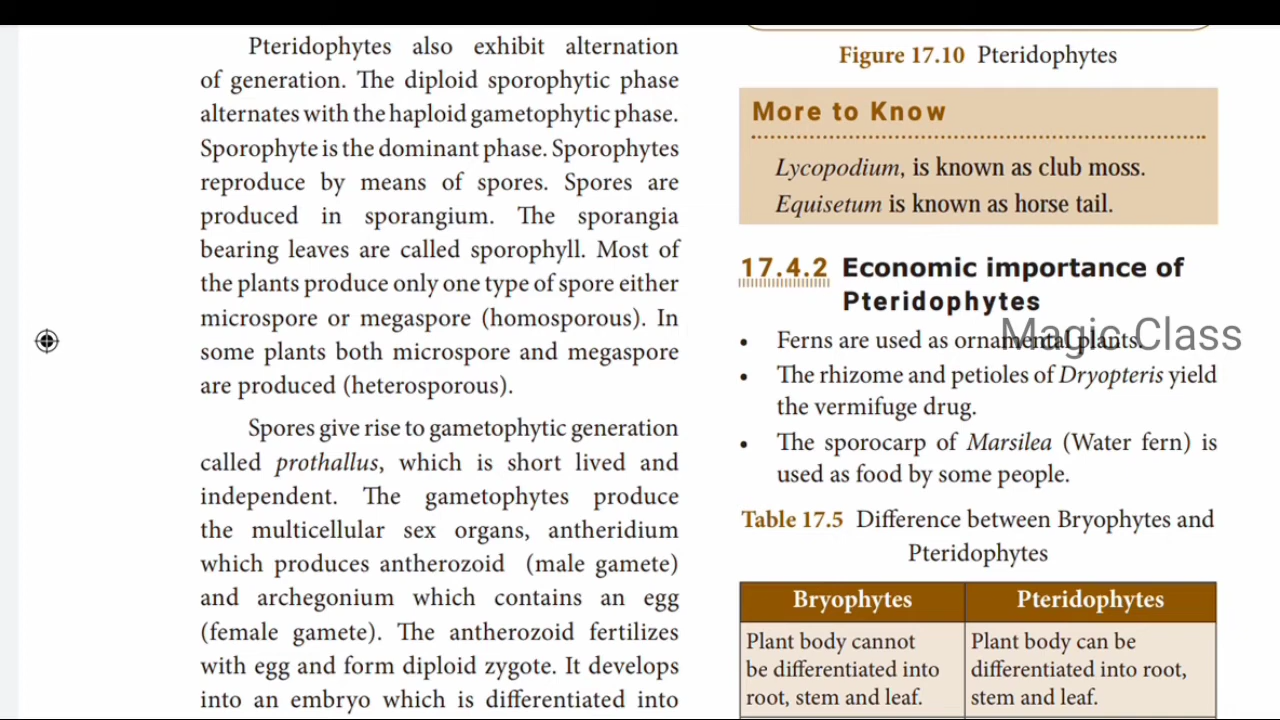 Pteridophytes also exhibit alternation
of generation. The diploid sporophytic phase
alternates with the haploid gametophytic phase.
Sporophyte is the dominant phase. Sporophytes
reproduce by means of spores. Spores are
produced in sporangium. The sporangia
bearing leaves are called sporophyll. Most of
the plants produce only one type of spore either
microspore or megaspore (homosporous). In
some plants both microspore and megaspore
are produced (heterosporous).
Spores give rise to gametophytic generation
called prothallus, which is short lived and
independent. The gametophytes produce
the multicellular sex organs, antheridium
which produces antherozoid (male gamete)
and archegonium which contains an egg
(female gamete). The antherozoid fertilizes
with egg and form diploid zygote. It develops
into an embryo which is differentiated into
Figure 17.10 Pteridophytes
More to Know
Lycopodium, is known as club moss.
Equisetum is known as horse tail.
17.4.2 Economic importance of
Pteridophytes
• Ferns are used as ornamental plants.
Magic Class
• The rhizome and petioles of Dryopteris yield
the vermifuge drug.
• The sporocarp of Marsilea (Water fern) is
used as food by some people.
Table 17.5 Difference between Bryophytes and
Pteridophytes
Bryophytes
Pteridophytes
Plant body cannot
be differentiated into
root, stem and leaf.
Plant body can be
differentiated into root,
stem and leaf.